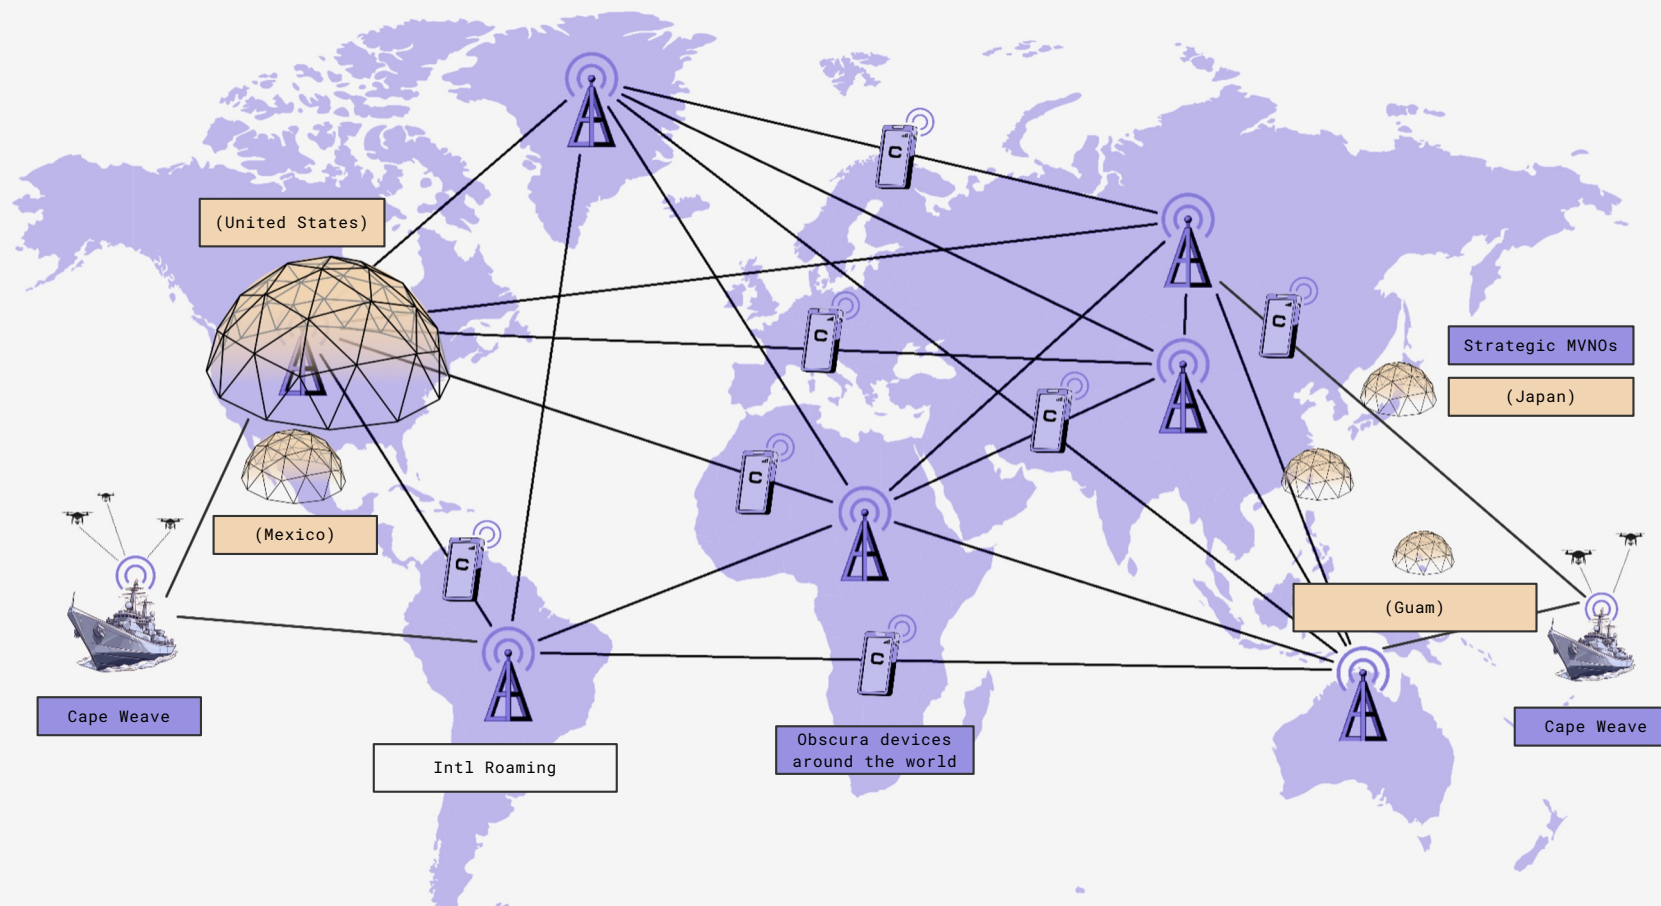 (United States)
Strategic MVNOs
(Japan)
(Mexico)
(Guam)
Cape Weave
Cape Weave
Intl Roaming
Obscura devices
around the world
C
C
C
C
C
C
C